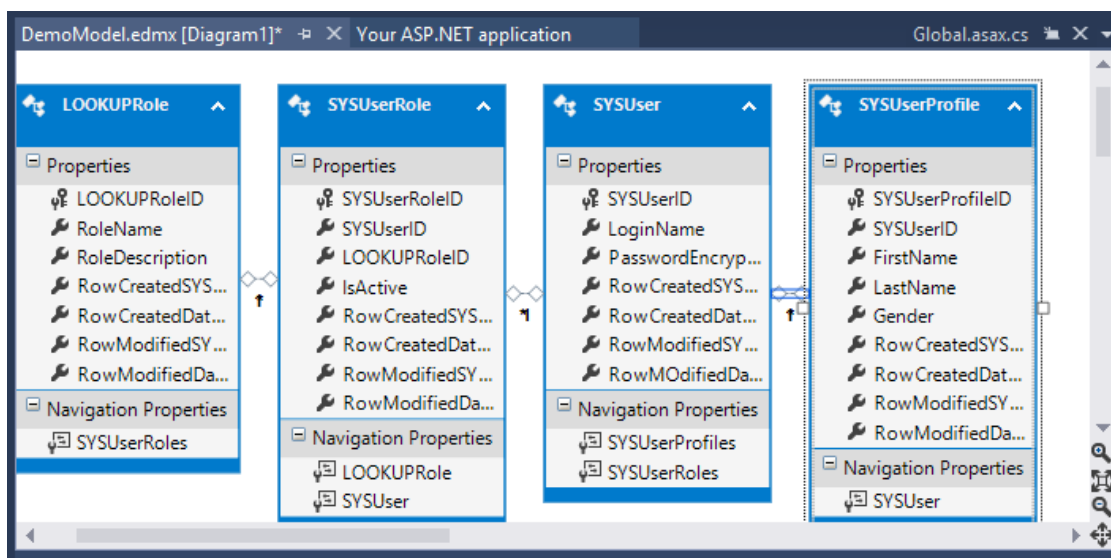 DemoModel.edmx [Diagram1]* Your ASP.NET application Global.asax.cs
LOOKUPRole
Properties
LOOKUPRoleID
RoleName
RoleDescription
RowCreatedSYS...
RowCreatedDat...
RowModifiedSY...
RowModifiedDa...
Navigation Properties
SYSUserRoles
SYSUserRole
Properties
SYSUserRoleID
SYSUserID
LOOKUPRoleID
IsActive
RowCreatedSYS...
RowCreatedDat...
RowModifiedSY...
RowModifiedDa...
Navigation Properties
LOOKUPRole
SYSUser
SYSUser
Properties
SYSUserID
LoginName
PasswordEncryp...
RowCreatedSYS...
RowCreatedDat...
RowModifiedSY...
RowMOdifiedDa...
Navigation Properties
SYSUserProfiles
SYSUserRoles
SYSUserProfile
Properties
SYSUserProfileID
SYSUserID
FirstName
LastName
Gender
RowCreatedSYS...
RowCreatedDat...
RowModifiedSY...
RowModifiedDa...
Navigation Properties
SYSUser